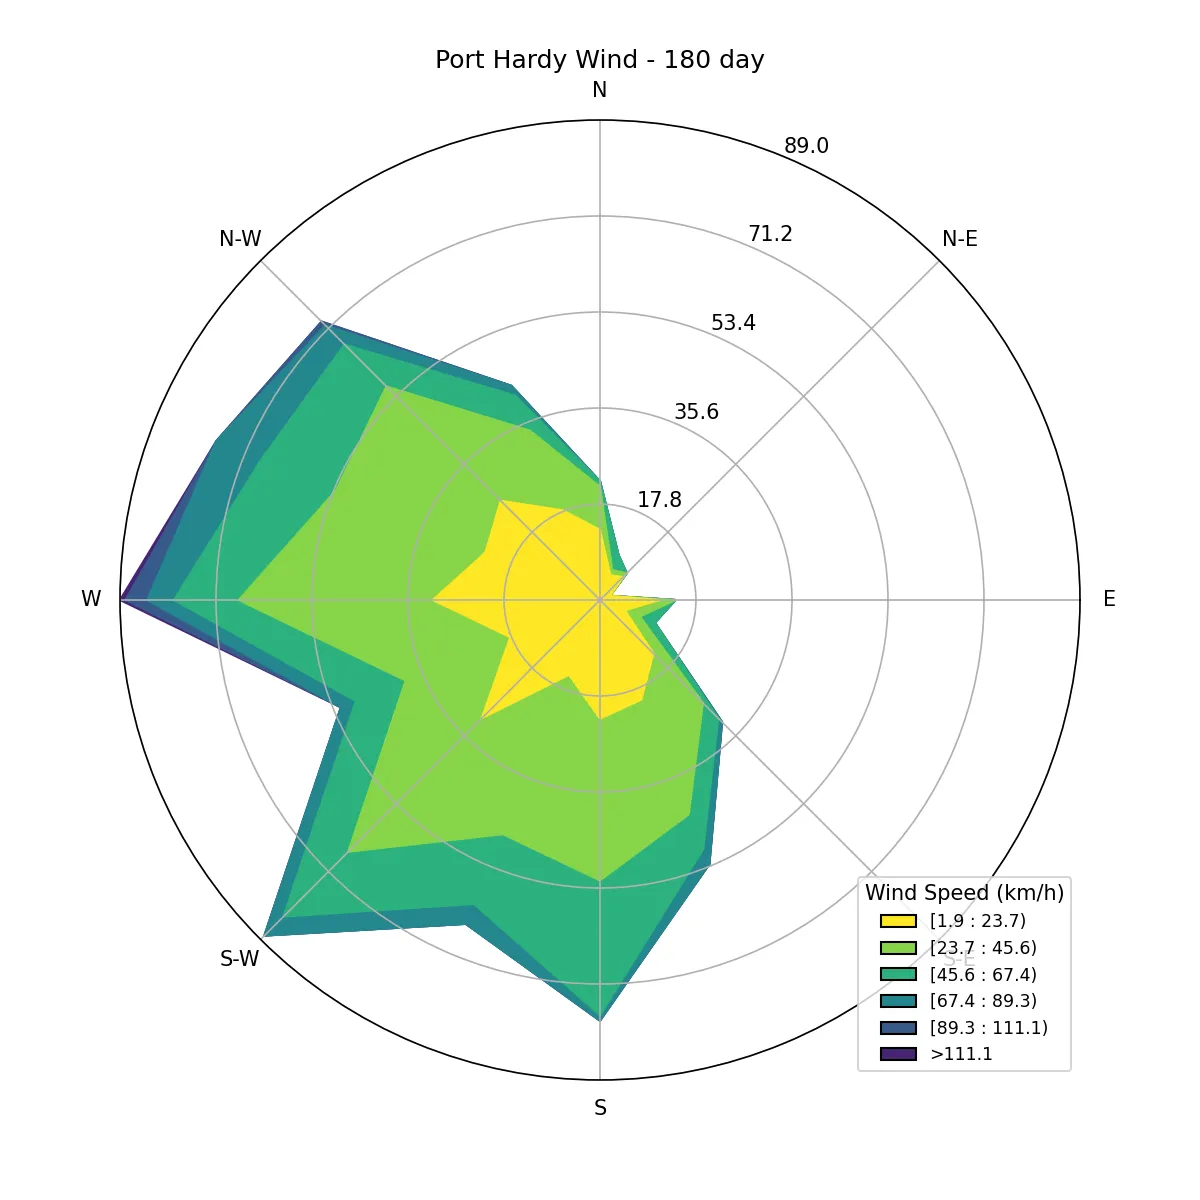 Port Hardy Wind - 180 day
N
89.0
71.2
N-W
N-E
53.4
35.6
17.8
W
E
S-W
S-E
S
Wind Speed (km/h)
[1.9 : 23.7)
[23.7 : 45.6)
[45.6 : 67.4)
[67.4 : 89.3)
[89.3 : 111.1)
>111.1